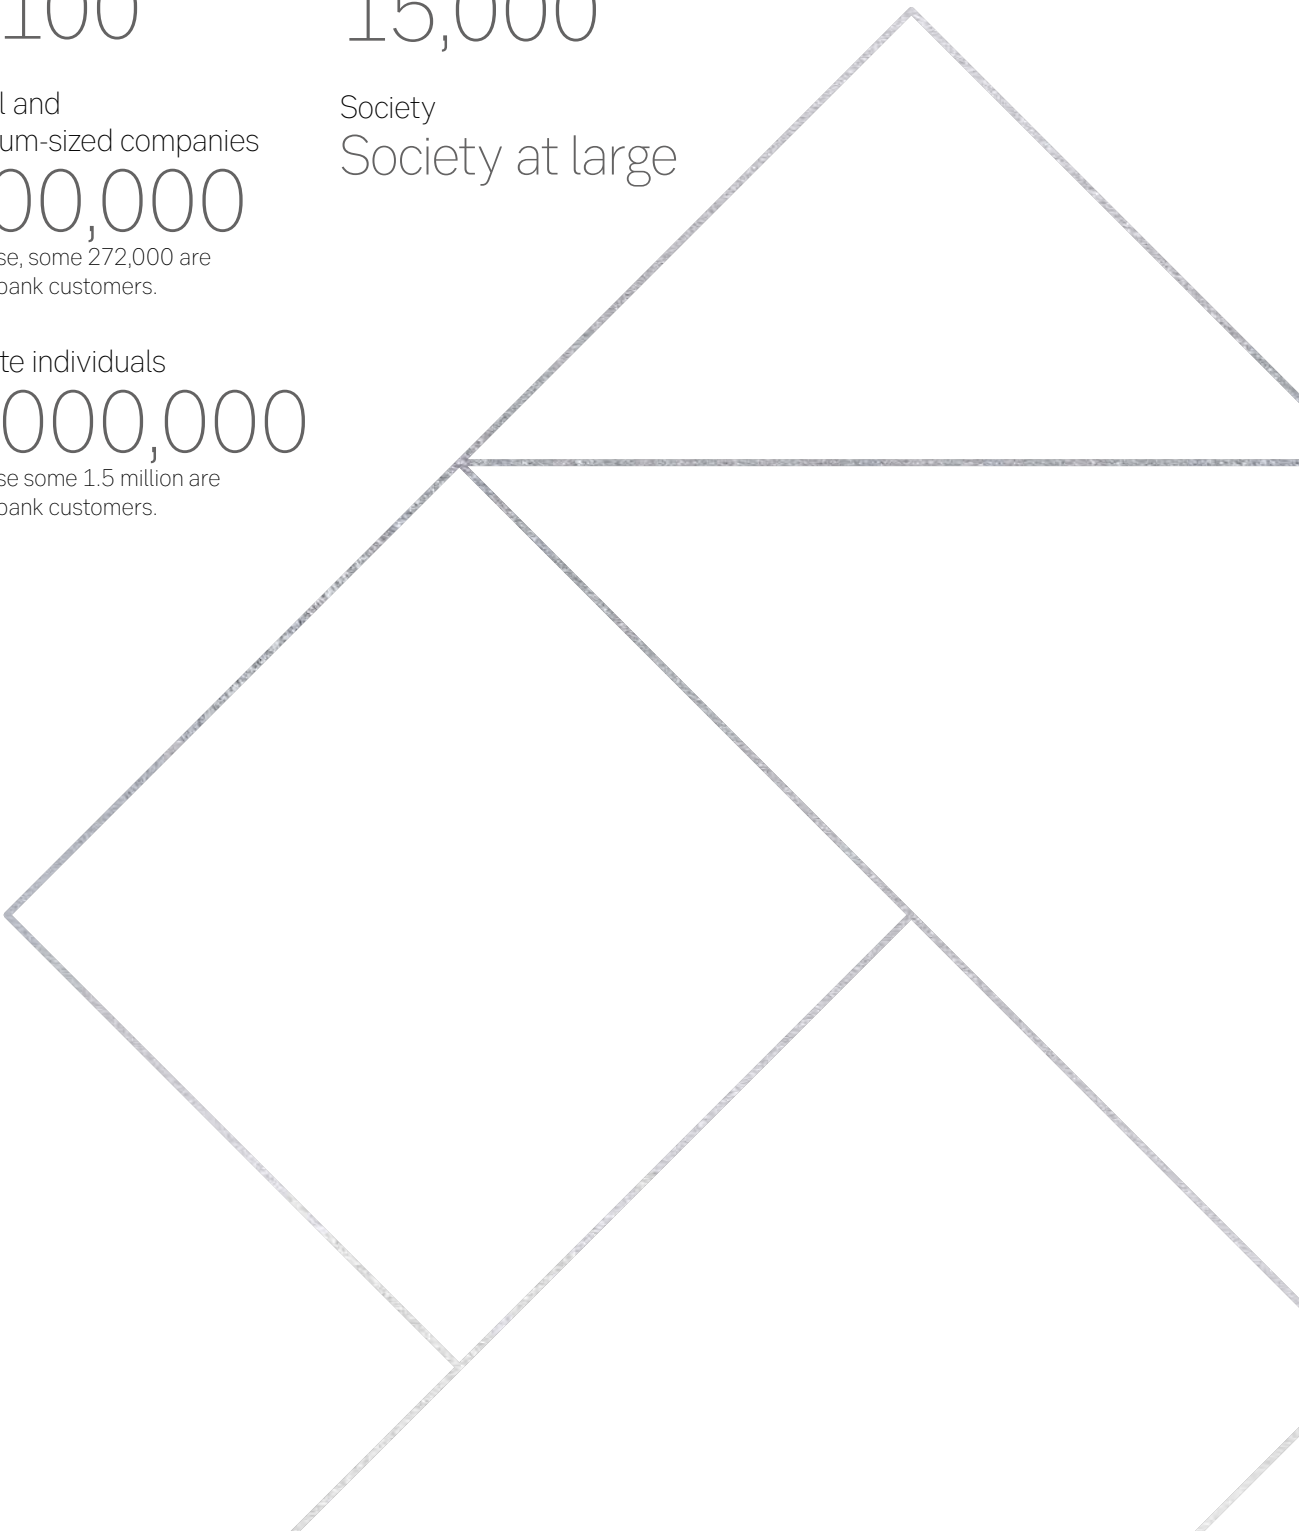 100
l and
um-sized companies
00,000
se, some 272,000 are
bank customers.
te individuals
000,000
se some 1.5 million are
bank customers.
15,000
Society
Society at large